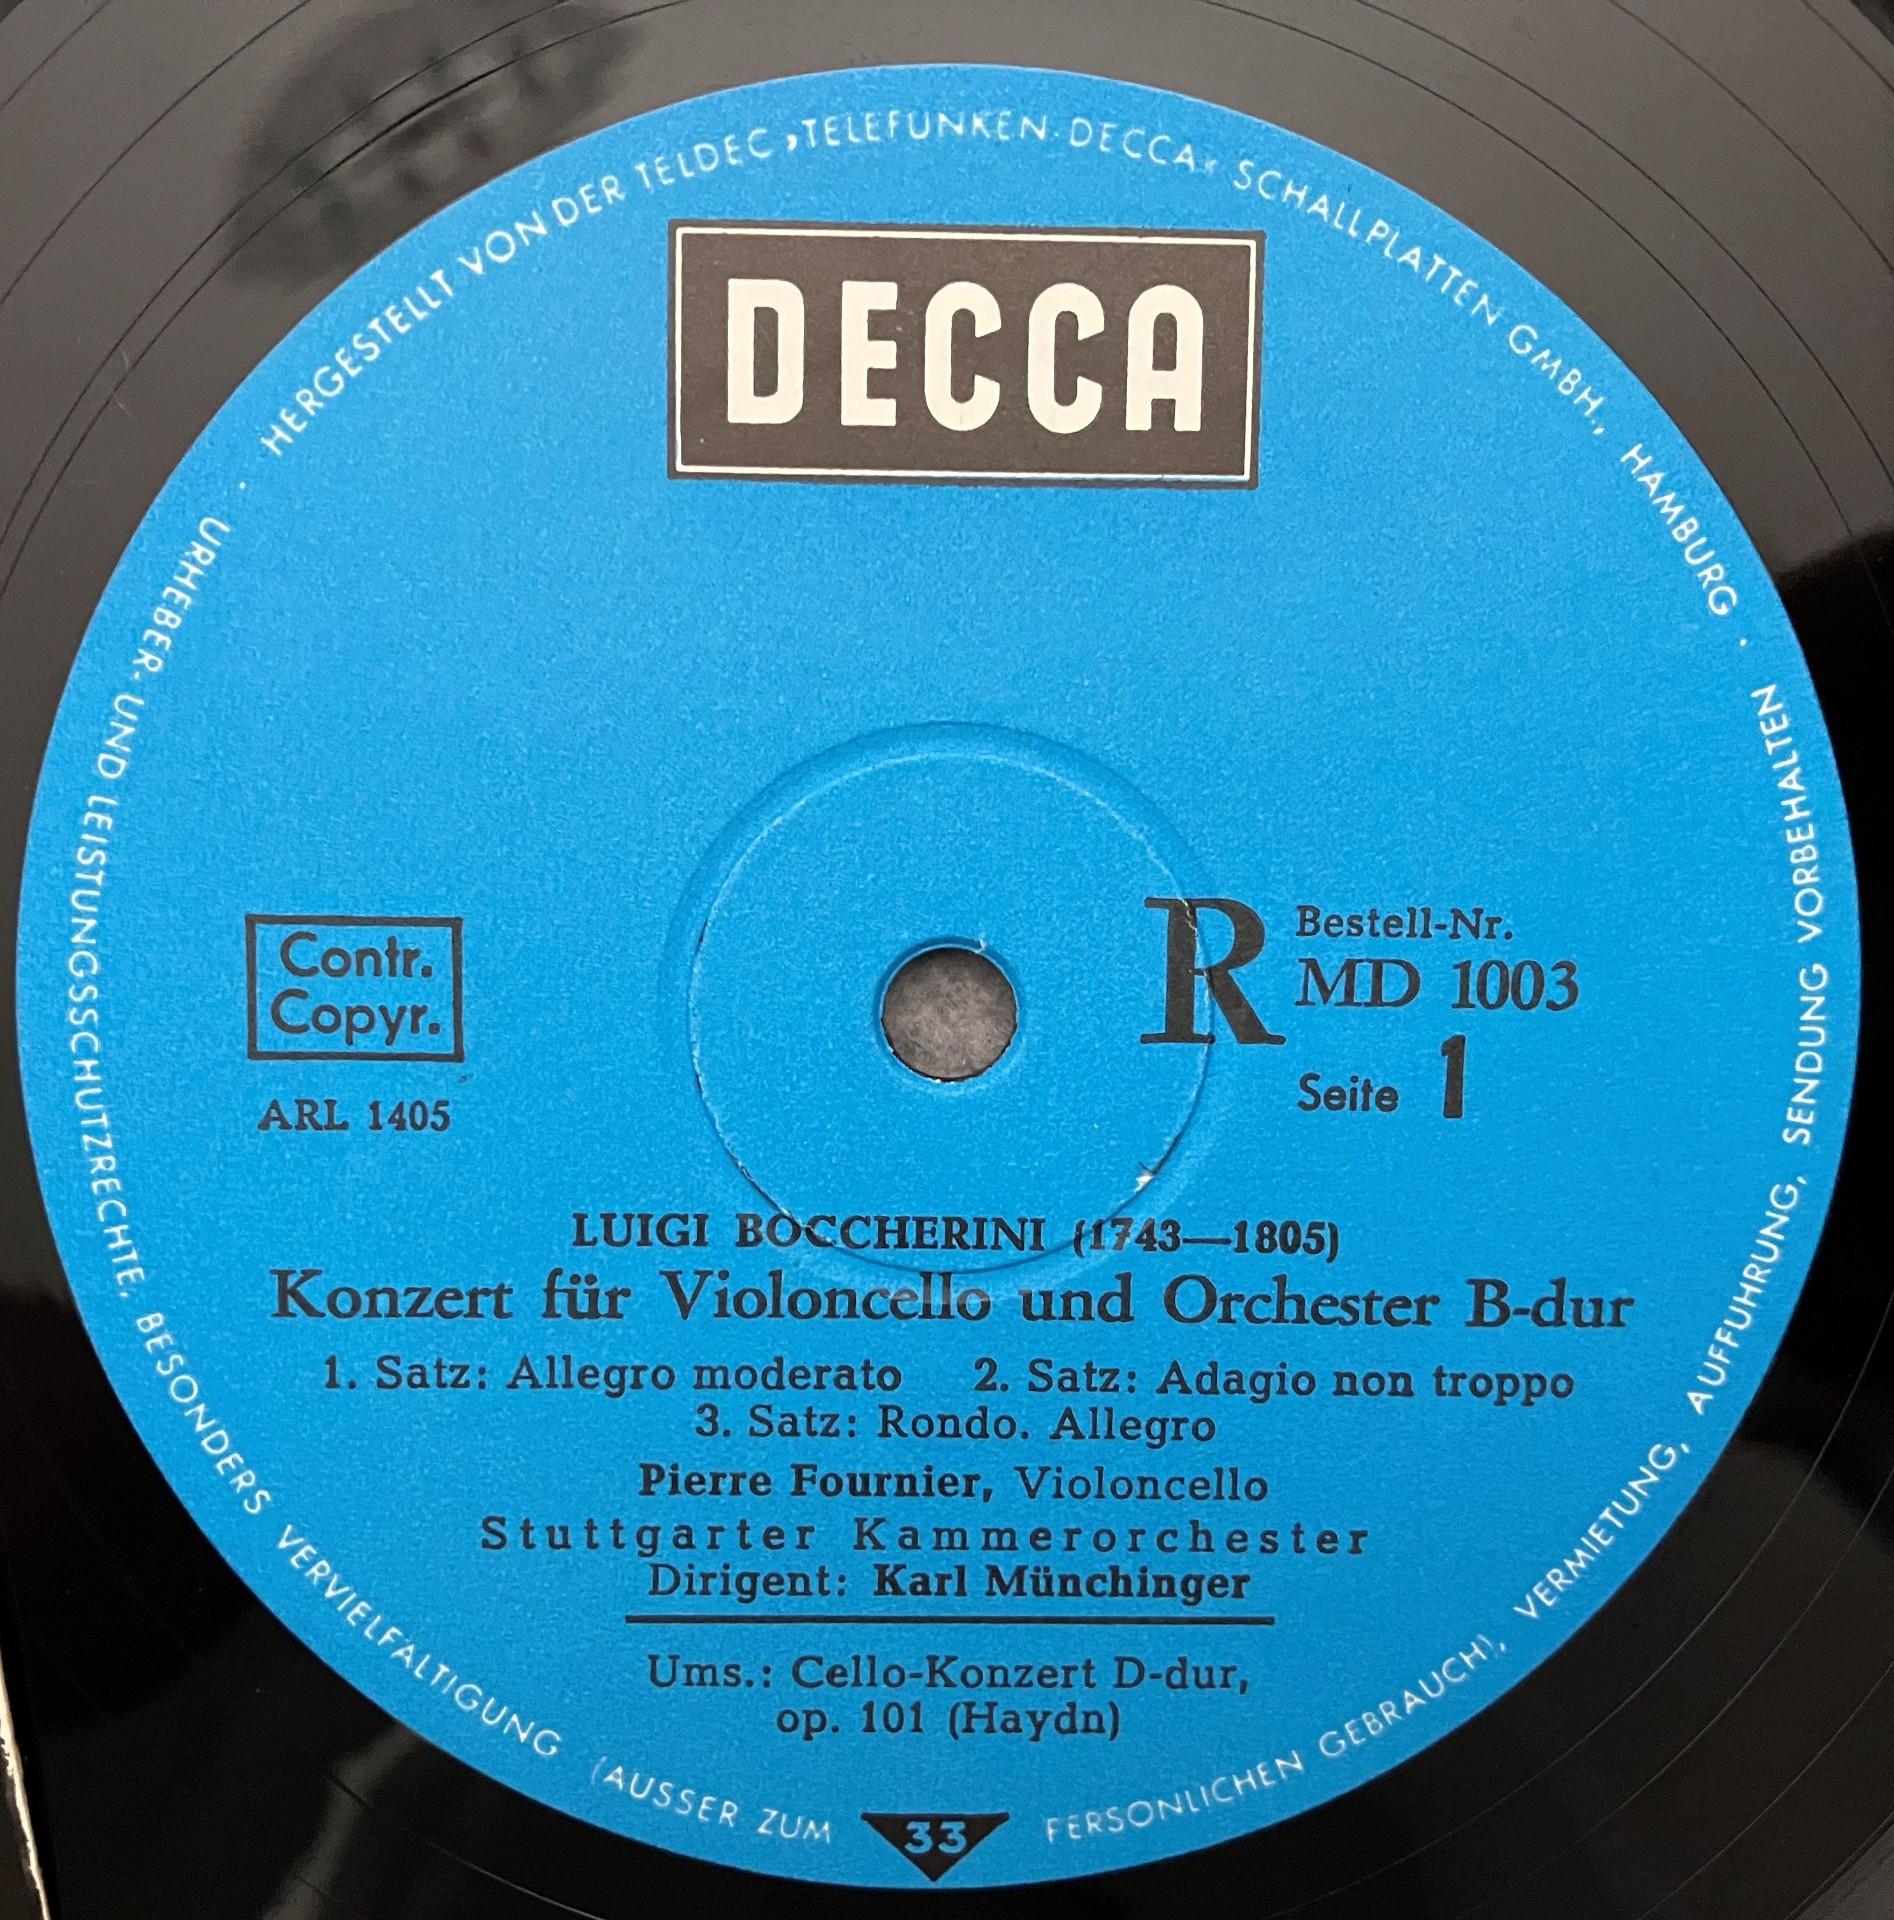 HERGESTELLT VON DER TELDEC ›TELEFUNKEN·DECCA‹ SCHALLPLATTEN GMBH., HAMBURG ·
DECCA
Contr.
Copyr.
ARL 1405
R
Bestell-Nr.
MD 1003
Seite 1
LUIGI BOCCHERINI (1743—1805)
Konzert für Violoncello und Orchester B-dur
1. Satz: Allegro moderato 2. Satz: Adagio non troppo
3. Satz: Rondo. Allegro
Pierre Fournier, Violoncello
Stuttgarter Kammerorchester
Dirigent: Karl Münchinger
Ums.: Cello-Konzert D-dur,
op. 101 (Haydn)
33
URHEBER- UND LEISTUNGSSCHUTZRECHTE, BESONDERS VERVIELFÄLTIGUNG (AUSSER ZUM PERSÖNLICHEN GEBRAUCH), VERMIETUNG, AUFFÜHRUNG, SENDUNG VORBEHALTEN ·